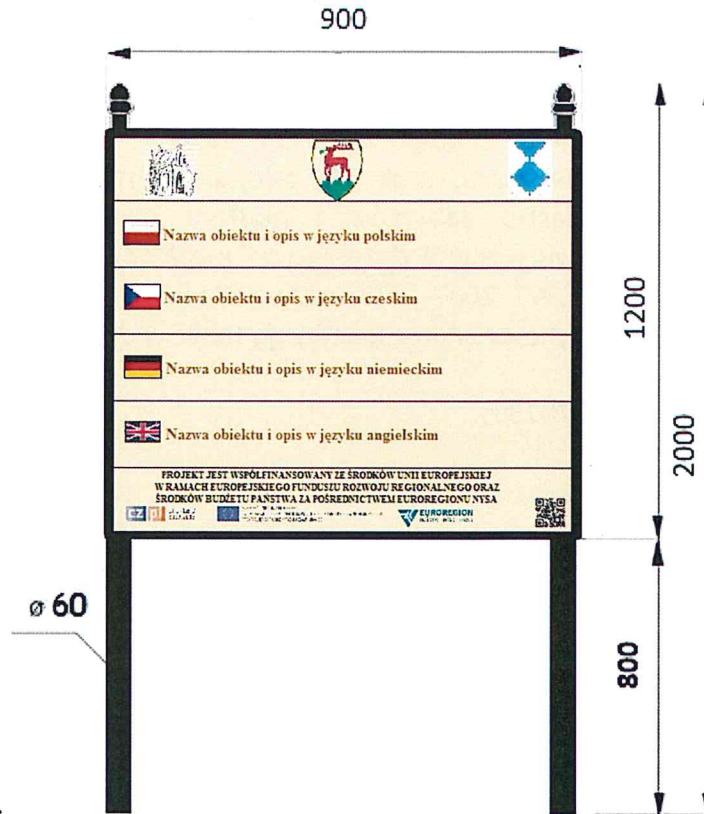 900
Nazwa obiektu i opis w języku polskim
Nazwa obiektu i opis w języku czeskim
Nazwa obiektu i opis w języku niemieckim
Nazwa obiektu i opis w języku angielskim
PROJEKT JEST WSPÓŁFINANSOWANY ZE ŚRODKÓW UNII EUROPEJSKIEJ
W RAMACH EUROPEJSKIEGO FUNDUSZU ROZWOJU REGIONALNEGO ORAZ
ŚRODKÓW BUDŻETU PAŃSTWA ZA POŚREDNICTWEM EUROREGIONU NYSA
cz pl
EUROREGION
1200
2000
ø 60
800